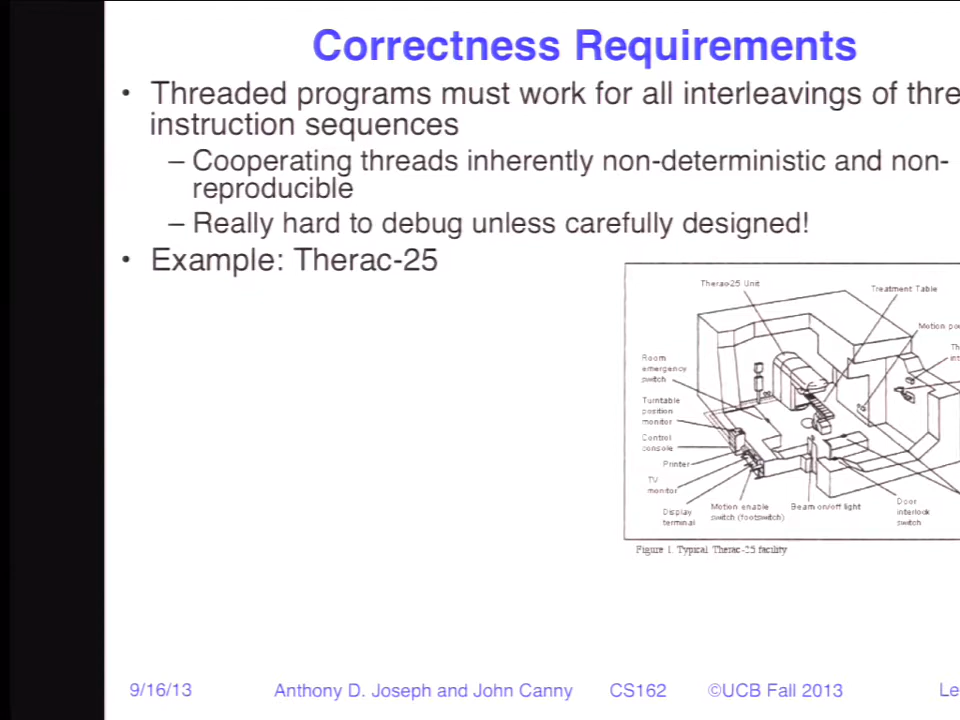 Correctness Requirements
• Threaded programs must work for all interleavings of
instruction sequences
– Cooperating threads inherently non-deterministic and non-
reproducible
– Really hard to debug unless carefully designed!
• Example: Therac-25
Therac-25 Unit
Treatment Table
Motion
Room
emergency
switch
Turntable
position
monitor
Control
console
Printer
TV
monitor
Display
terminal
Motion enable
switch (footswitch)
Beam on/off light
Door
interlock
switch
Figure 1. Typical Therac-25 facility
9/16/13
Anthony D. Joseph and John Canny
CS162
©UCB Fall 2013